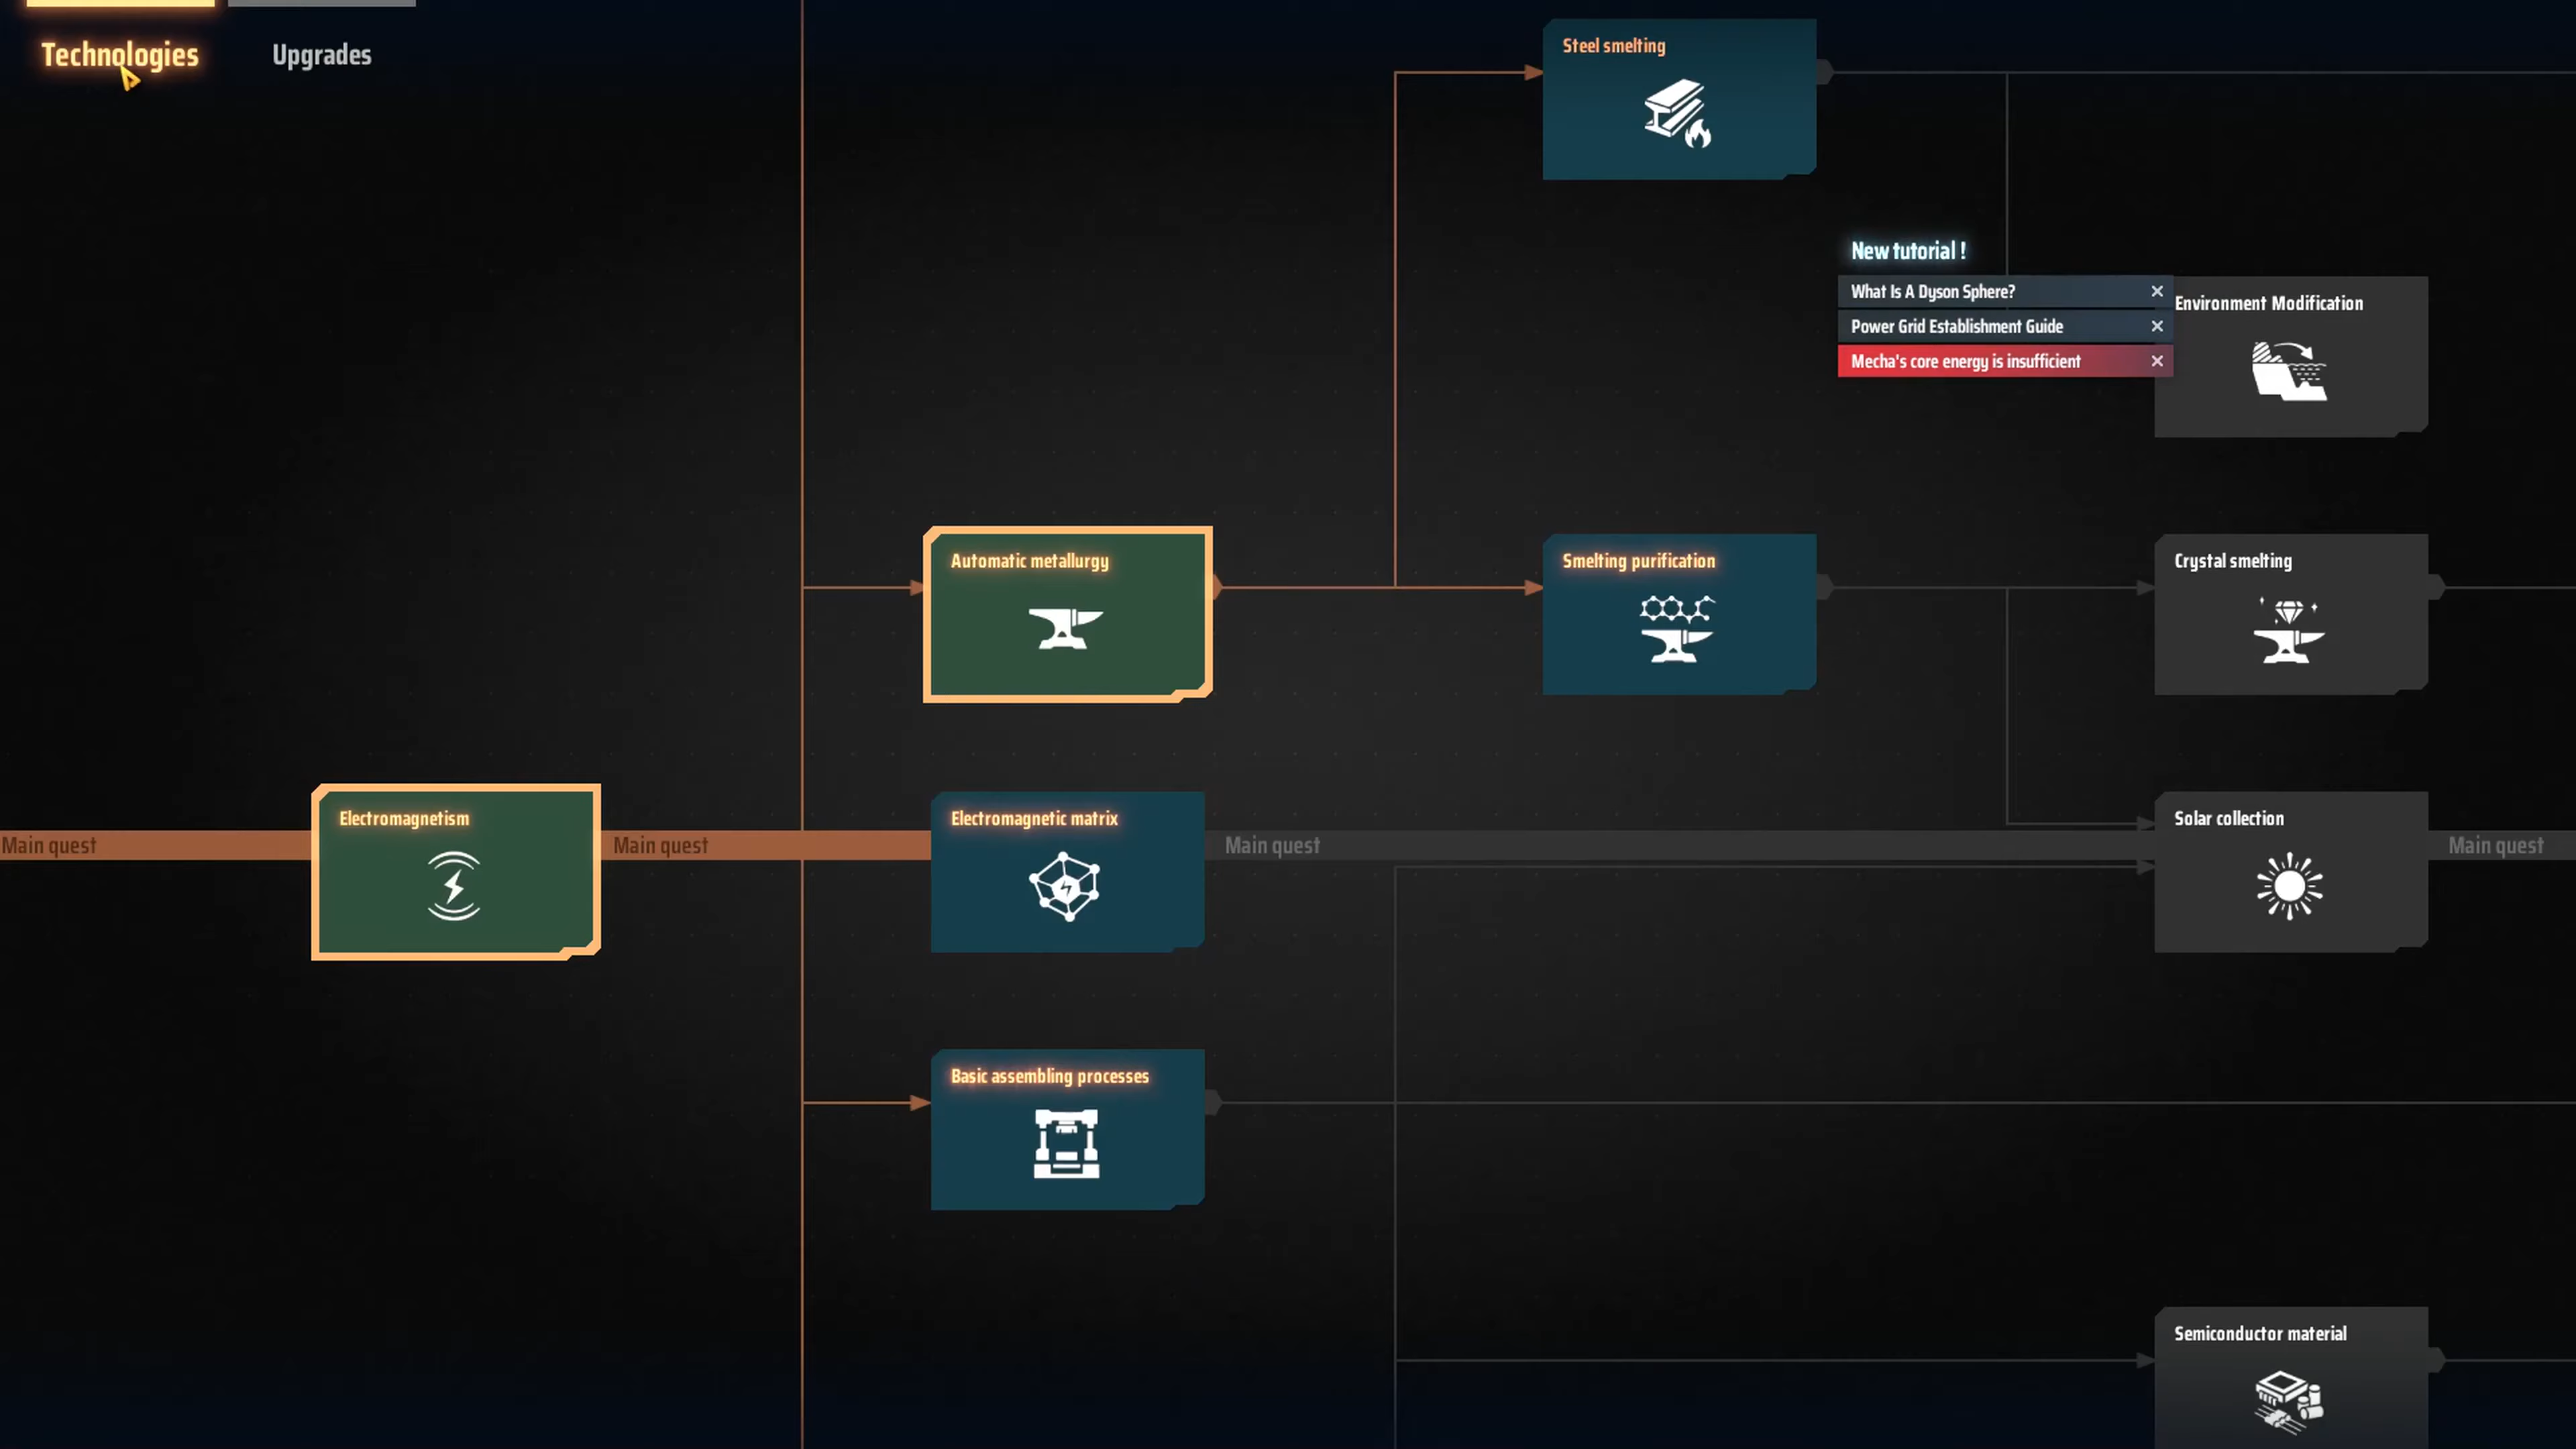 Technologies
Upgrades
Steel smelting
New tutorial !
What Is A Dyson Sphere?
Power Grid Establishment Guide
Mecha's core energy is insufficient
Environment Modification
Automatic metallurgy
Smelting purification
Crystal smelting
Electromagnetism
Electromagnetic matrix
Solar collection
Main quest
Main quest
Main quest
Main quest
Basic assembling processes
Semiconductor material